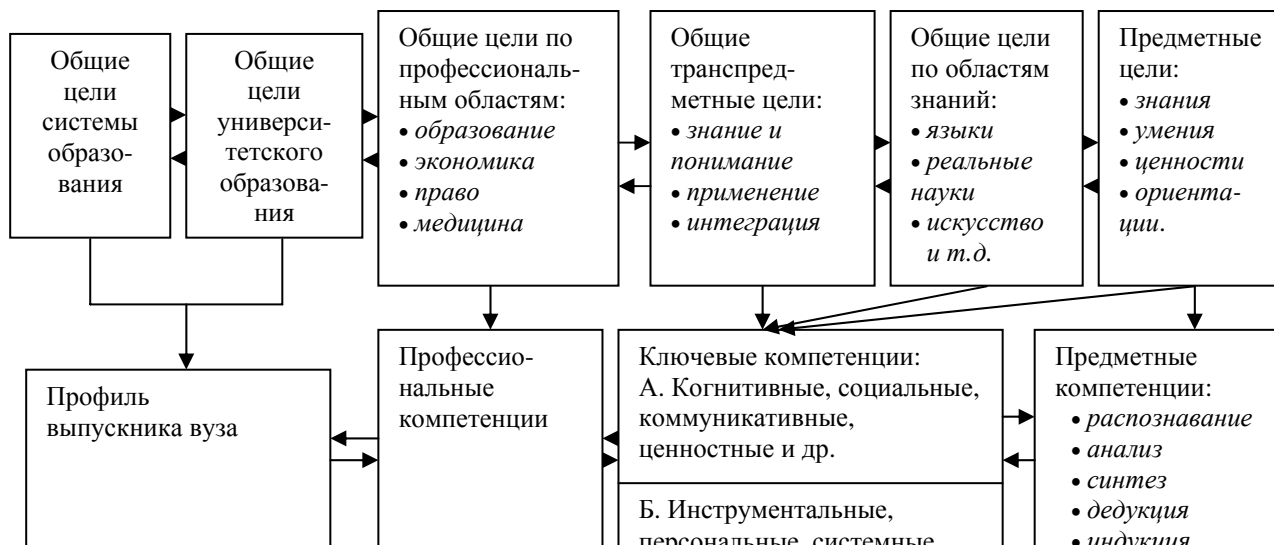 Общие
цели
системы
образо-
вания
Общие
цели
универси-
тетского
образова-
ния
Общие цели по
профессиональ-
ным областям:
• образование
• экономика
• право
• медицина
Общие
транспред-
метные цели:
• знание и
понимание
• применение
• интеграция
Общие цели
по областям
знаний:
• языки
• реальные
науки
• искусство
и т.д.
Предметные
цели:
• знания
• умения
• ценности
• ориента-
ции.
Профиль
выпускника вуза
Профессио-
нальные
компетенции
Ключевые компетенции:
А. Когнитивные, социальные,
коммуникативные,
ценностные и др.
Б. Инструментальные,
персональные, системные
Предметные
компетенции:
• распознавание
• анализ
• синтез
• дедукция
• индукция